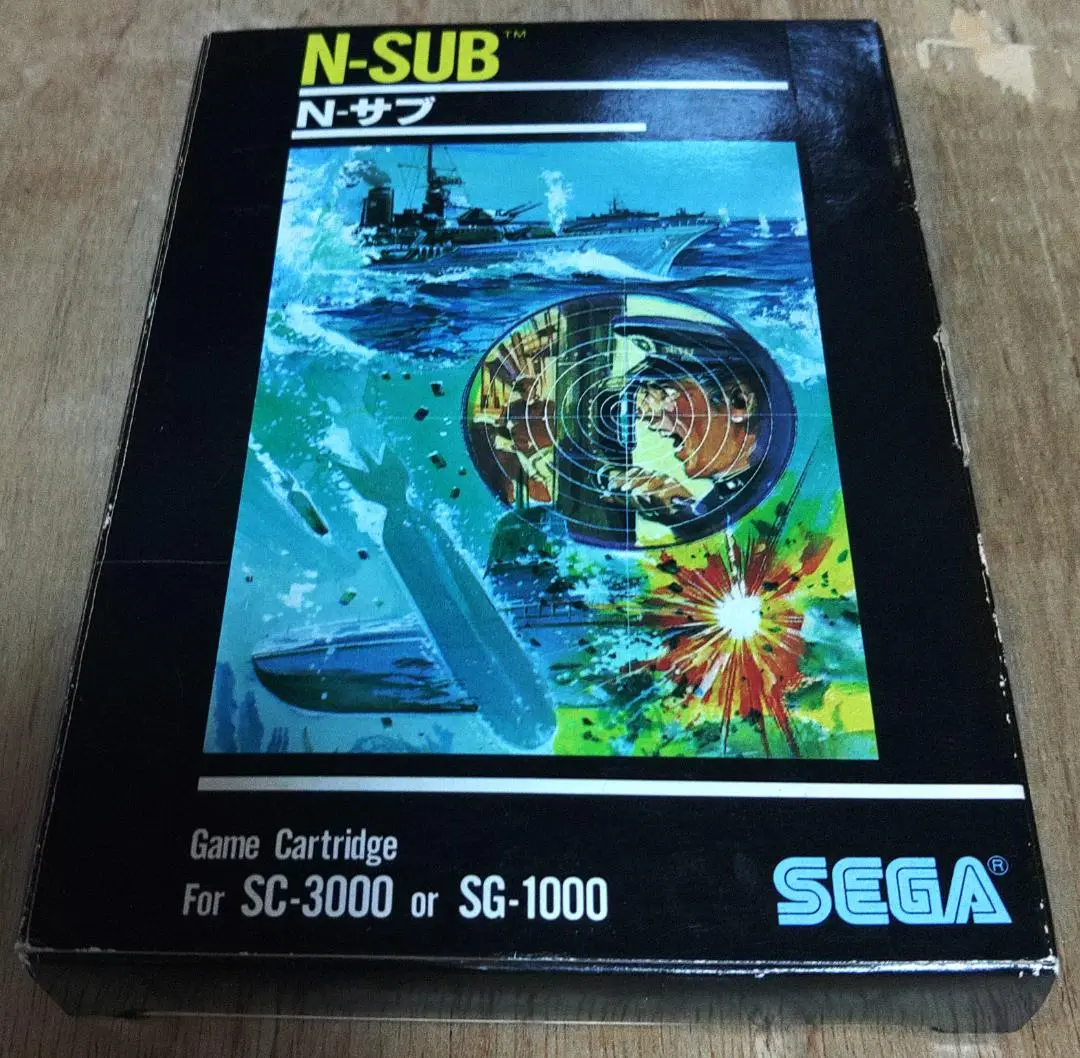 N-SUB™
N-サブ
Game Cartridge
For SC-3000 or SG-1000
SEGA®